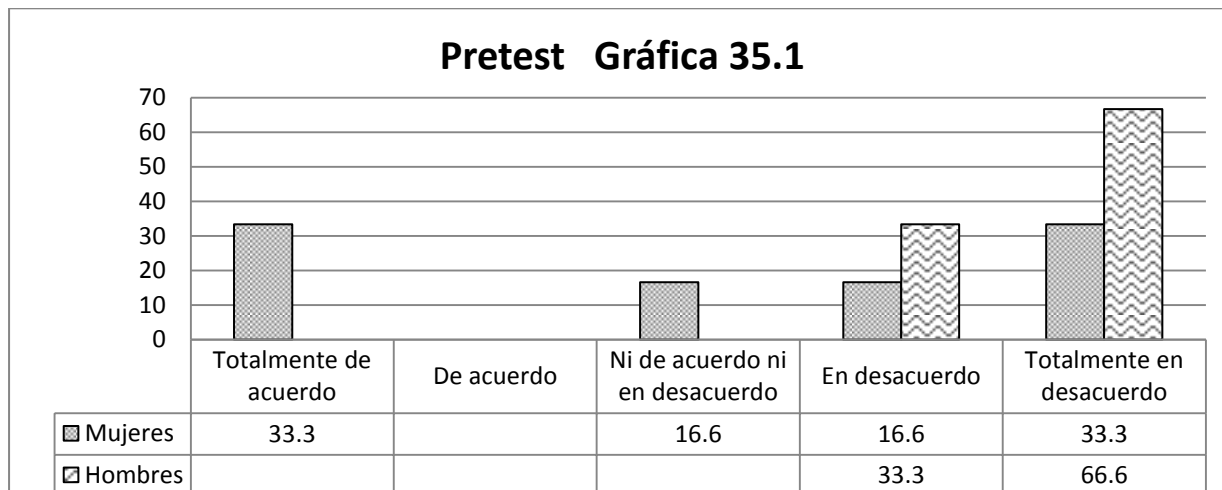 Pretest Gráfica 35.1
70
60
50
40
30
20
10
0
Totalmente de
acuerdo
De acuerdo
Ni de acuerdo ni
en desacuerdo
En desacuerdo
Totalmente en
desacuerdo
Mujeres 33.3 16.6 16.6 33.3
Hombres 33.3 66.6